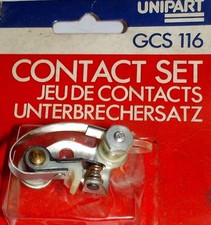 UNIPART
GCS 116
CONTACT SET
JEU DE CONTACTS
UNTERBRECHERSATZ